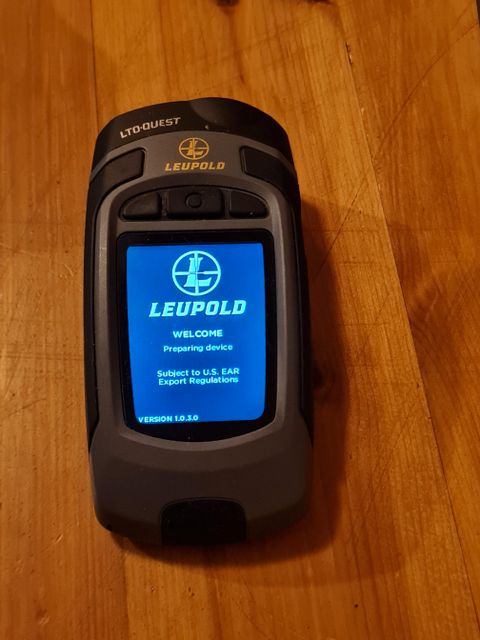 LTO-QUEST
LEUPOLD
LEUPOLD
WELCOME
Preparing device
Subject to U.S. EAR
Export Regulations
VERSION 1.0.3.0